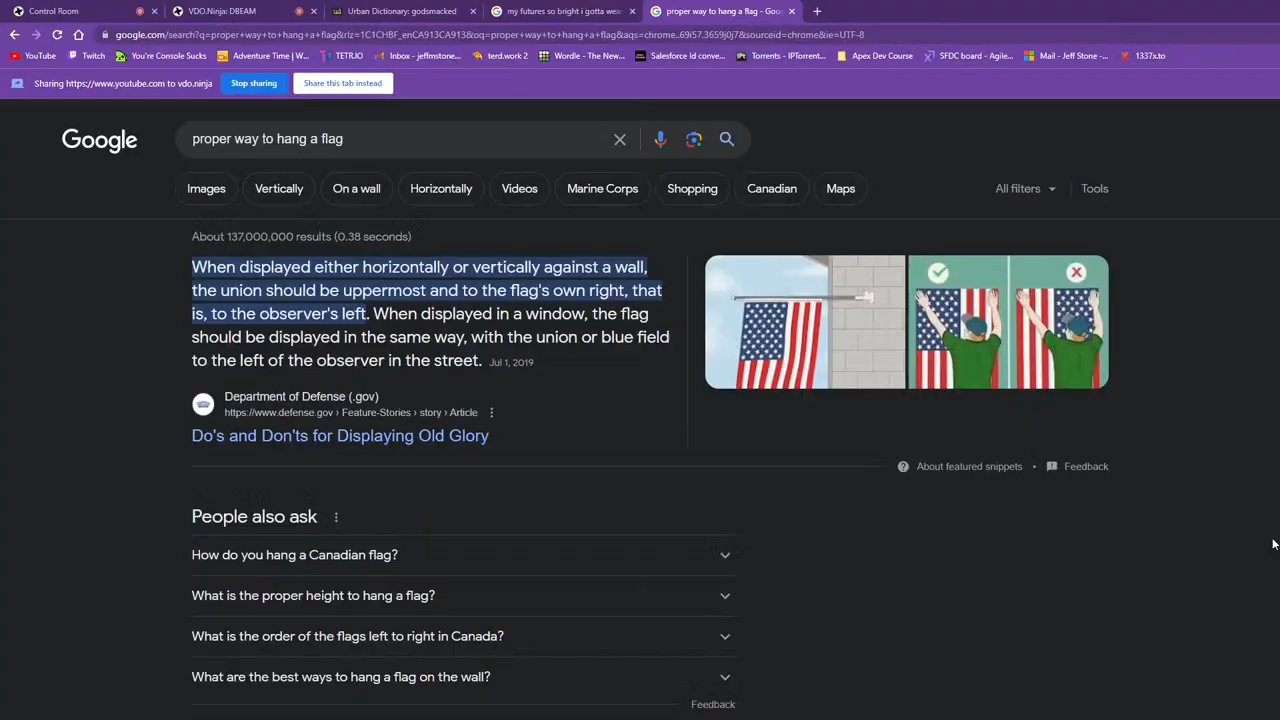 Control Room
VDO.Ninja: DBEAM
Urban Dictionary: godsmacked
my futures so bright i gotta wea
proper way to hang a flag - Goo
google.com/search?q=proper+way+to+hang+a+flag&rlz=1C1CHBF_enCA913CA913&oq=proper+way+to+hang+a+flag&aqs=chrome..69i57.3659j0j7&sourceid=chrome&ie=UTF-8
YouTube
Twitch
You're Console Sucks
Adventure Time | W...
TETR.IO
Inbox - jeffmstone...
terd.work 2
Wordle - The New...
Salesforce Id conve...
Torrents - IPTorrent...
Apex Dev Course
SFDC board - Agile...
Mail - Jeff Stone -...
1337x.to
Sharing https://www.youtube.com to vdo.ninja
Stop sharing
Share this tab instead
Google
proper way to hang a flag
Images
Vertically
On a wall
Horizontally
Videos
Marine Corps
Shopping
Canadian
Maps
All filters
Tools
About 137,000,000 results (0.38 seconds)
When displayed either horizontally or vertically against a wall,
the union should be uppermost and to the flag's own right, that
is, to the observer's left. When displayed in a window, the flag
should be displayed in the same way, with the union or blue field
to the left of the observer in the street. Jul 1, 2019
Department of Defense (.gov)
https://www.defense.gov › Feature-Stories › story › Article
Do's and Don'ts for Displaying Old Glory
About featured snippets
Feedback
People also ask
How do you hang a Canadian flag?
What is the proper height to hang a flag?
What is the order of the flags left to right in Canada?
What are the best ways to hang a flag on the wall?
Feedback